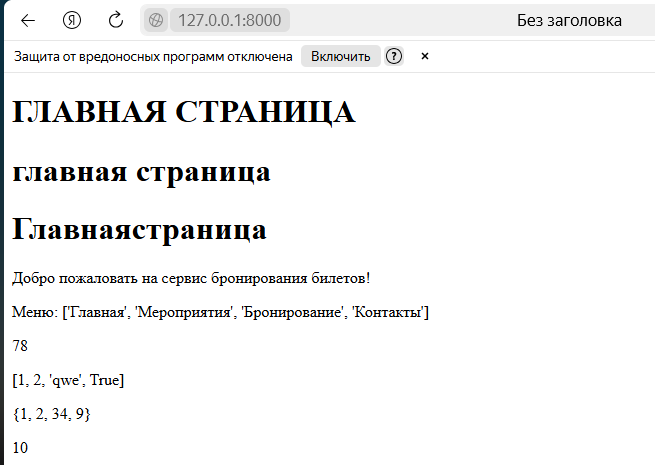 127.0.0.1:8000 Без заголовка
Защита от вредоносных программ отключена Включить ? ×
ГЛАВНАЯ СТРАНИЦА
главная страница
Главнаястраница
Добро пожаловать на сервис бронирования билетов!
Меню: ['Главная', 'Мероприятия', 'Бронирование', 'Контакты']
78
[1, 2, 'qwe', True]
{1, 2, 34, 9}
10